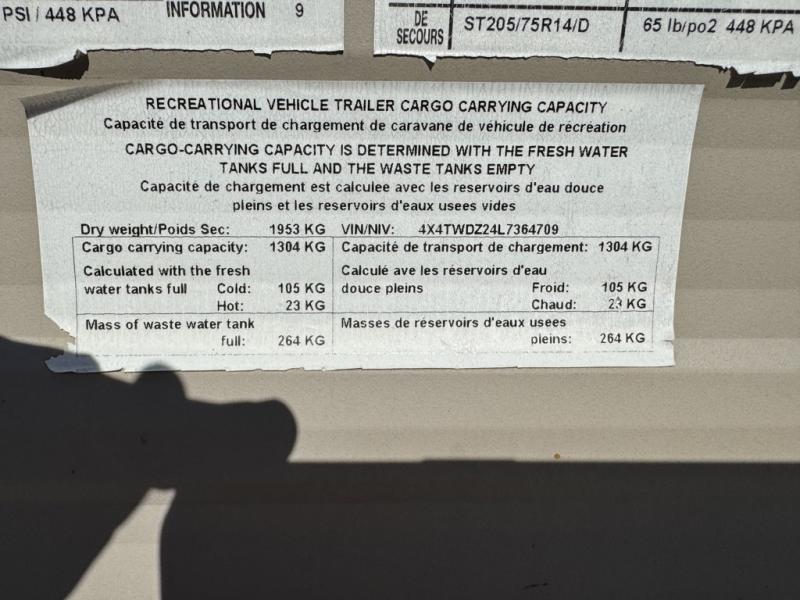 PSI / 448 KPA INFORMATION 9
DE SECOURS ST205/75R14/D 65 lb/po2 448 KPA
RECREATIONAL VEHICLE TRAILER CARGO CARRYING CAPACITY
Capacité de transport de chargement de caravane de véhicule de récréation
CARGO-CARRYING CAPACITY IS DETERMINED WITH THE FRESH WATER
TANKS FULL AND THE WASTE TANKS EMPTY
Capacité de chargement est calculee avec les reservoirs d'eau douce
pleins et les reservoirs d'eaux usees vides
Dry weight/Poids Sec: 1953 KG VIN/NIV: 4X4TWDZ24L7364709
Cargo carrying capacity: 1304 KG Capacité de transport de chargement: 1304 KG
Calculated with the fresh Calculé ave les réservoirs d'eau
water tanks full Cold: 105 KG douce pleins Froid: 105 KG
Hot: 23 KG Chaud: 23 KG
Mass of waste water tank Masses de réservoirs d'eaux usees
full: 264 KG pleins: 264 KG